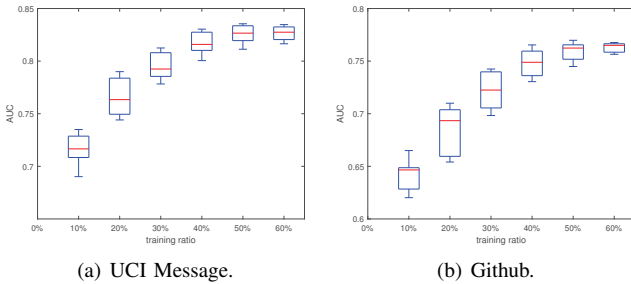 0.85
0.8
0.75
0.7
AUC
0% 10% 20% 30% 40% 50% 60%
training ratio
(a) UCI Message.
0.8
0.75
0.7
0.65
0.6
AUC
0% 10% 20% 30% 40% 50% 60%
training ratio
(b) Github.